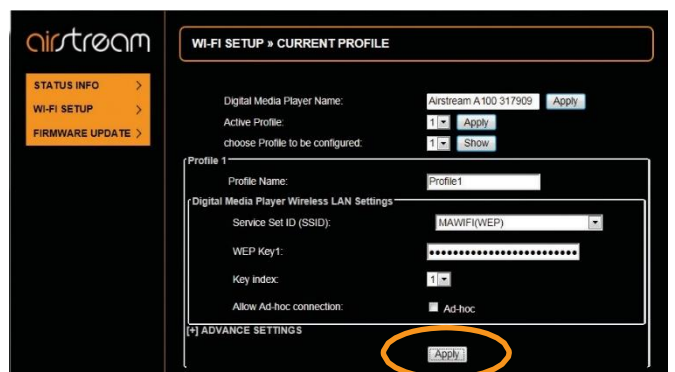 airstream
WI-FI SETUP » CURRENT PROFILE
STATUS INFO >
WI-FI SETUP >
FIRMWARE UPDATE >
Digital Media Player Name: Airstream A100 317909 Apply
Active Profile: 1 Apply
choose Profile to be configured: 1 Show
Profile 1
Profile Name: Profile1
Digital Media Player Wireless LAN Settings
Service Set ID (SSID): MAWIFI(WEP)
WEP Key1: •••••••••••••••••••••••••
Key index: 1
Allow Ad-hoc connection: Ad-hoc
[+] ADVANCE SETTINGS
Apply